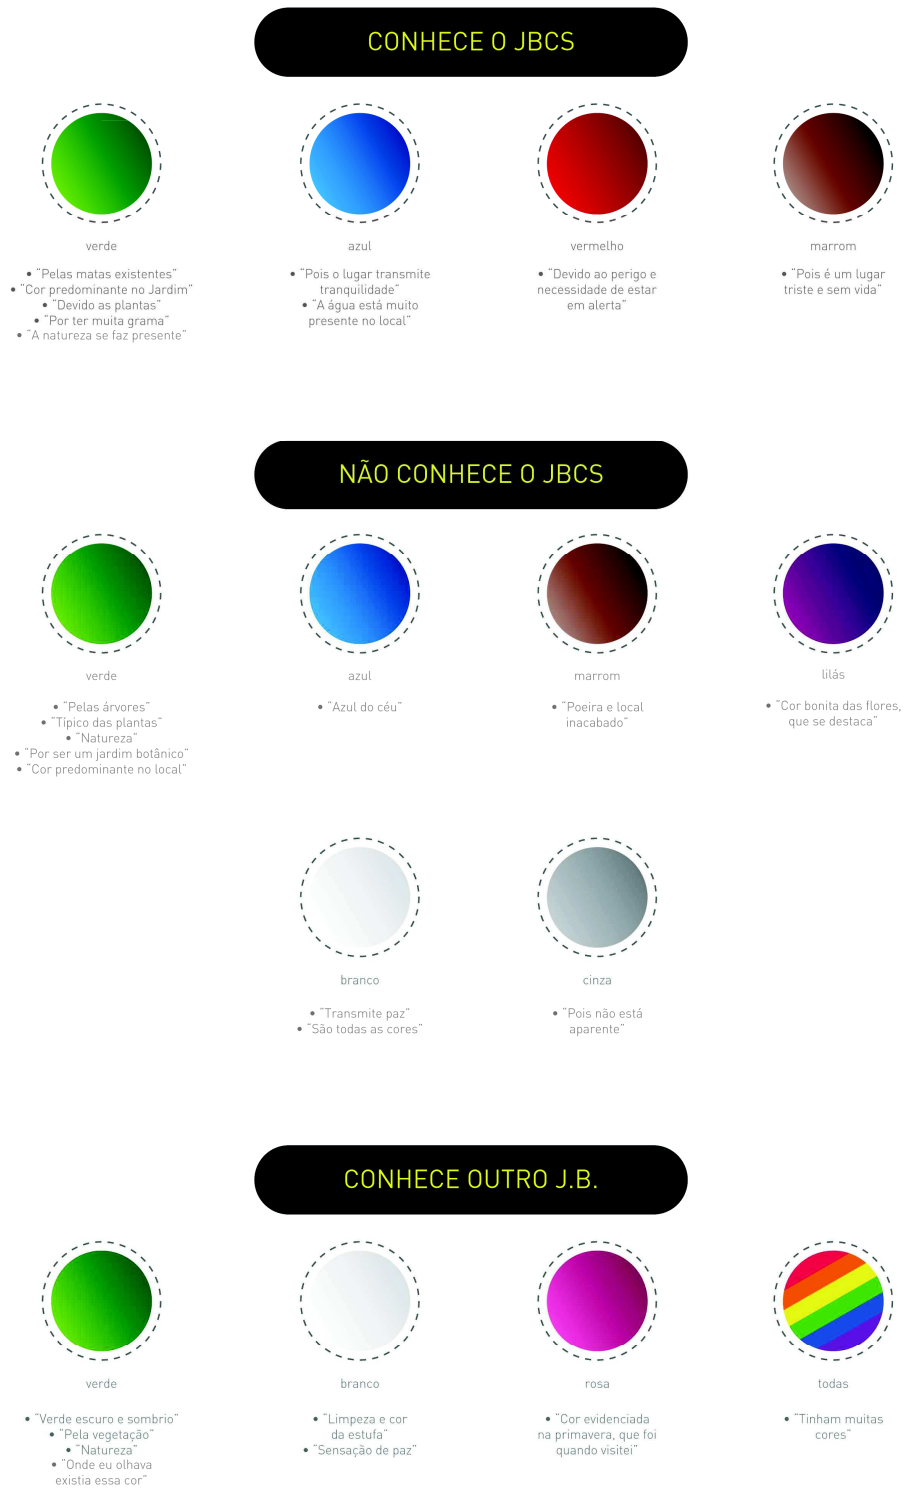 CONHECE O JBCS
verde
• “Pelas matas existentes”
• “Cor predominante no Jardim”
• “Devido as plantas”
• “Por ter muita grama”
• “A natureza se faz presente”
azul
• “Pois o lugar transmite
tranquilidade”
• “A água está muito
presente no local”
vermelho
• “Devido ao perigo e
necessidade de estar
em alerta”
marrom
• “Pois é um lugar
triste e sem vida”
NÃO CONHECE O JBCS
verde
• “Pelas árvores”
• “Típico das plantas”
• “Natureza”
• “Por ser um jardim botânico”
• “Cor predominante no local”
azul
• “Azul do céu”
marrom
• “Poeira e local
inacabado”
lilás
• “Cor bonita das flores,
que se destaca”
branco
• “Transmite paz”
• “São todas as cores”
cinza
• “Pois não está
aparente”
CONHECE OUTRO J.B.
verde
• “Verde escuro e sombrio”
• “Pela vegetação”
• “Natureza”
• “Onde eu olhava
existia essa cor”
branco
• “Limpeza e cor
da estufa”
• “Sensação de paz”
rosa
• “Cor evidenciada
na primavera, que foi
quando visitei”
todas
• “Tinham muitas
cores”